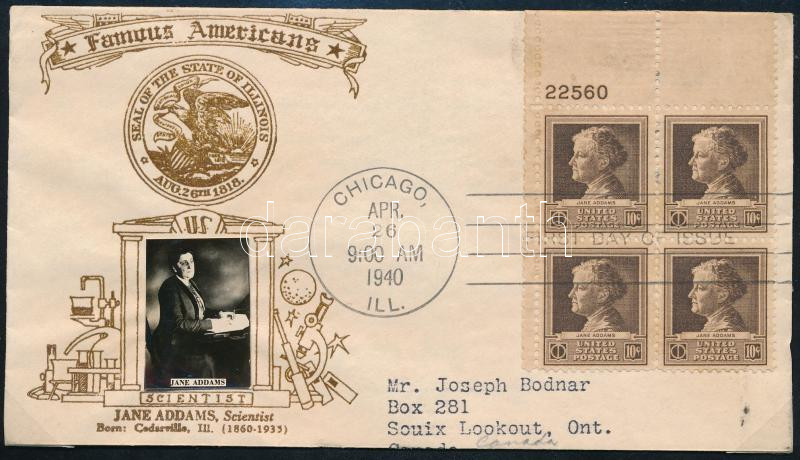 Famous Americans
SEAL OF THE STATE OF ILLINOIS
AUG. 26TH 1818.
US
JANE ADDAMS
SCIENTIST
JANE ADDAMS, Scientist
Born: Cedarville, Ill. (1860-1935)
CHICAGO,
APR.
26
9:00 AM
1940
ILL.
FIRST DAY OF ISSUE
darabanth
22560
JANE ADDAMS
UNITED STATES POSTAGE 10¢
JANE ADDAMS
UNITED STATES POSTAGE 10¢
JANE ADDAMS
UNITED STATES POSTAGE 10¢
JANE ADDAMS
UNITED STATES POSTAGE 10¢
Mr. Joseph Bodnar
Box 281
Souix Lookout, Ont.
Canada Canada